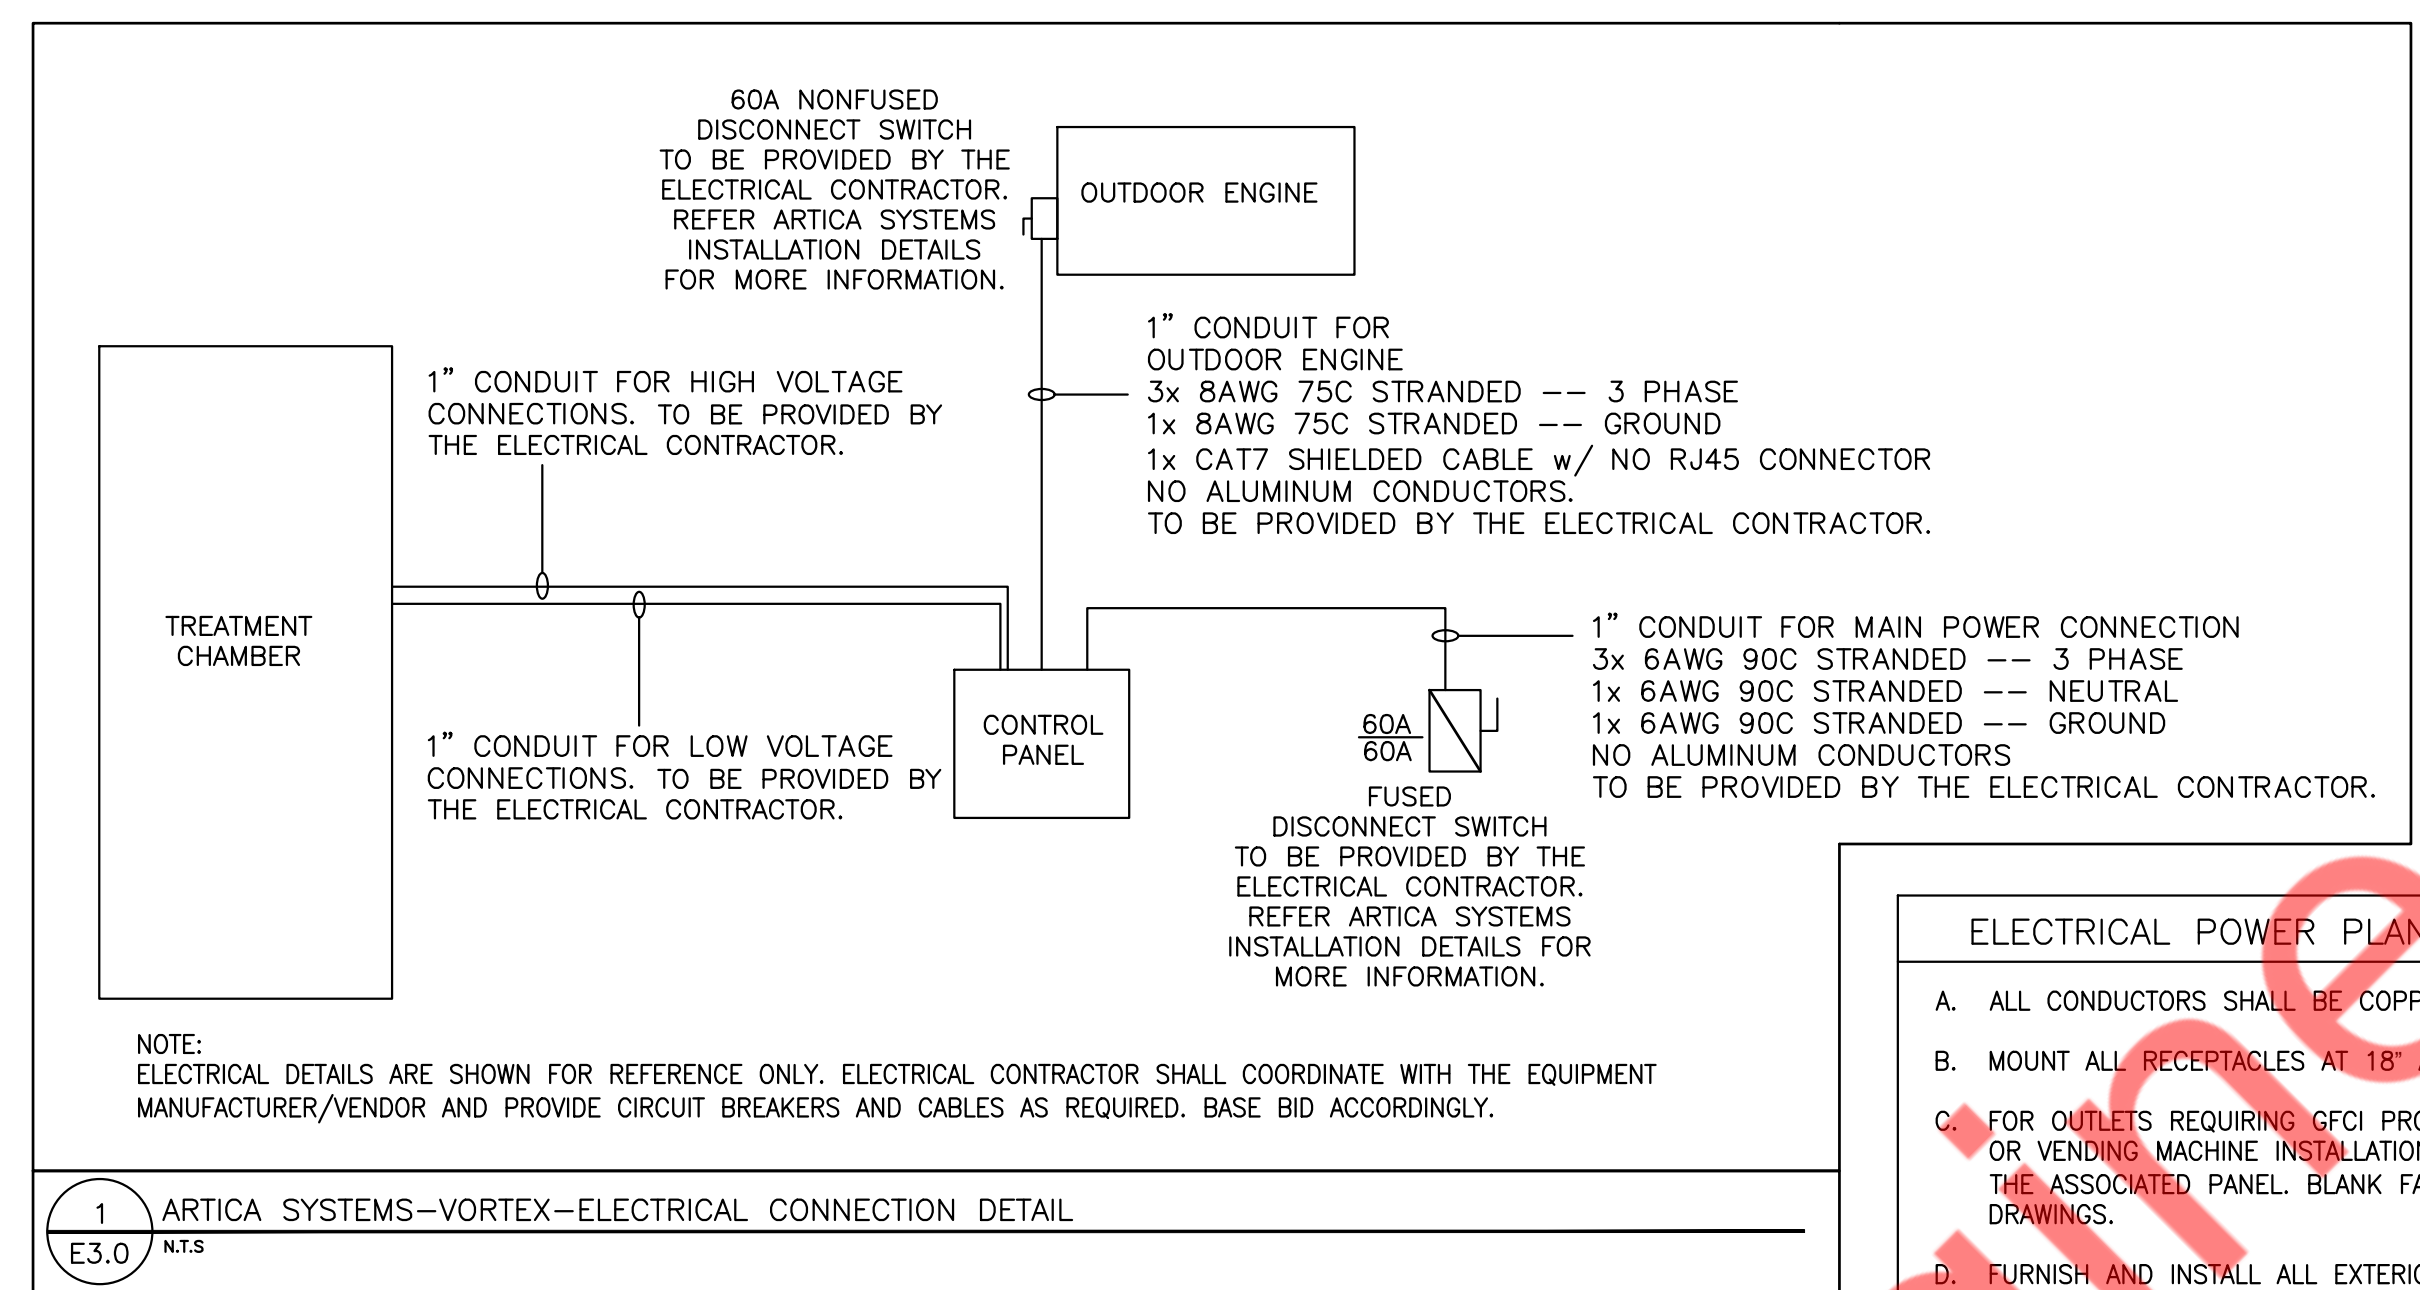 60A NONFUSED
DISCONNECT SWITCH
TO BE PROVIDED BY THE
ELECTRICAL CONTRACTOR.
REFER ARTICA SYSTEMS
INSTALLATION DETAILS
FOR MORE INFORMATION.
OUTDOOR ENGINE
1” CONDUIT FOR
OUTDOOR ENGINE
3x 8AWG 75C STRANDED -- 3 PHASE
1x 8AWG 75C STRANDED -- GROUND
1x CAT7 SHIELDED CABLE w/ NO RJ45 CONNECTOR
NO ALUMINUM CONDUCTORS.
TO BE PROVIDED BY THE ELECTRICAL CONTRACTOR.
1” CONDUIT FOR HIGH VOLTAGE
CONNECTIONS. TO BE PROVIDED BY
THE ELECTRICAL CONTRACTOR.
TREATMENT
CHAMBER
1” CONDUIT FOR LOW VOLTAGE
CONNECTIONS. TO BE PROVIDED BY
THE ELECTRICAL CONTRACTOR.
CONTROL
PANEL
60A
60A
FUSED
DISCONNECT SWITCH
TO BE PROVIDED BY THE
ELECTRICAL CONTRACTOR.
REFER ARTICA SYSTEMS
INSTALLATION DETAILS FOR
MORE INFORMATION.
1” CONDUIT FOR MAIN POWER CONNECTION
3x 6AWG 90C STRANDED -- 3 PHASE
1x 6AWG 90C STRANDED -- NEUTRAL
1x 6AWG 90C STRANDED -- GROUND
NO ALUMINUM CONDUCTORS
TO BE PROVIDED BY THE ELECTRICAL CONTRACTOR.
NOTE:
ELECTRICAL DETAILS ARE SHOWN FOR REFERENCE ONLY. ELECTRICAL CONTRACTOR SHALL COORDINATE WITH THE EQUIPMENT
MANUFACTURER/VENDOR AND PROVIDE CIRCUIT BREAKERS AND CABLES AS REQUIRED. BASE BID ACCORDINGLY.
1
E3.0
ARTICA SYSTEMS-VORTEX-ELECTRICAL CONNECTION DETAIL
N.T.S
ELECTRICAL POWER PLAN
A. ALL CONDUCTORS SHALL BE COPP
B. MOUNT ALL RECEPTACLES AT 18”
C. FOR OUTLETS REQUIRING GFCI PRO
OR VENDING MACHINE INSTALLATION
THE ASSOCIATED PANEL. BLANK FA
DRAWINGS.
D. FURNISH AND INSTALL ALL EXTERIO
ine